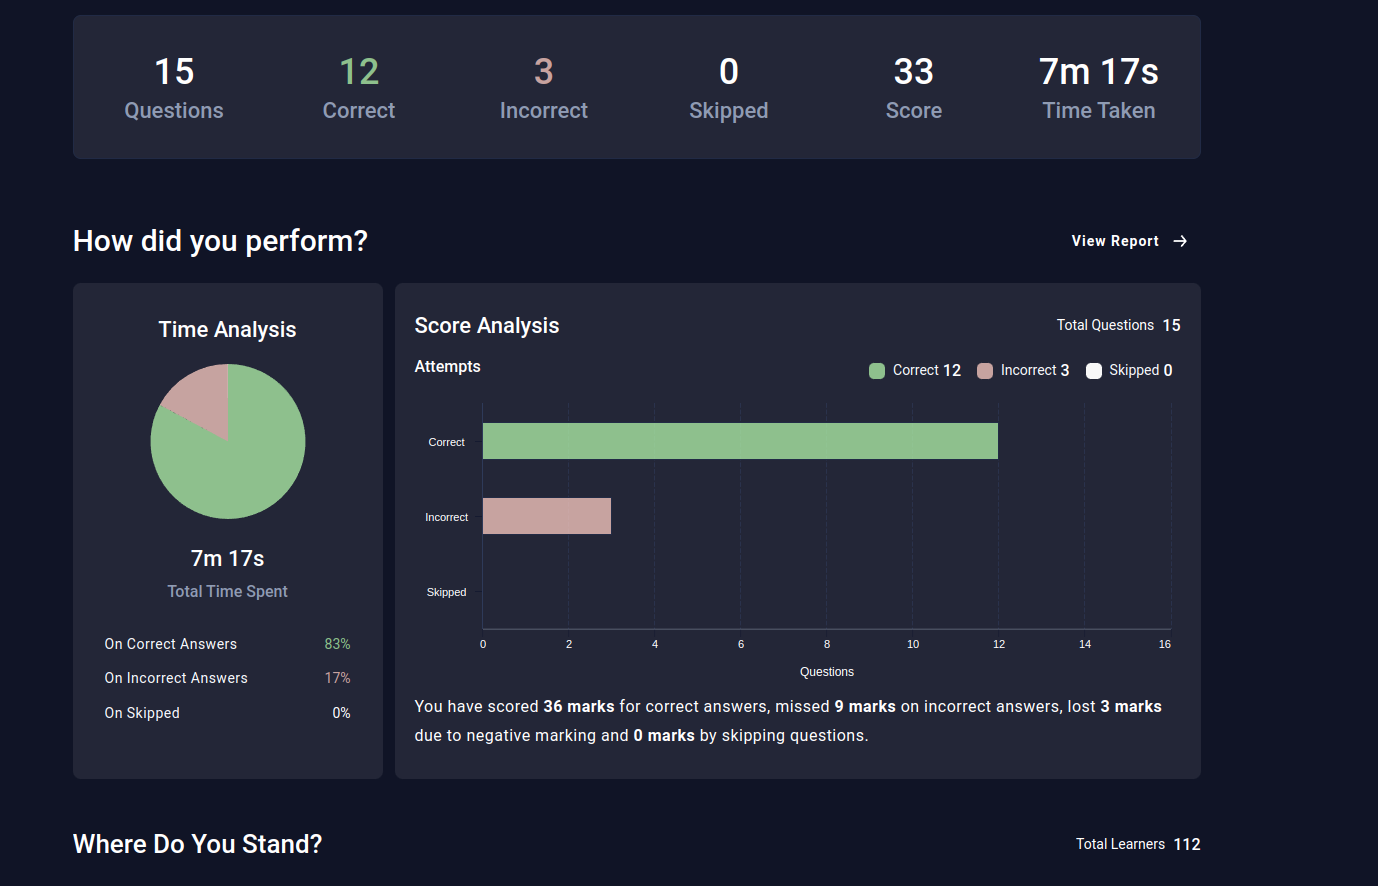 15 12 3 0 33 7m 17s
Questions Correct Incorrect Skipped Score Time Taken
How did you perform?
View Report →
Time Analysis
7m 17s
Total Time Spent
On Correct Answers 83%
On Incorrect Answers 17%
On Skipped 0%
Score Analysis
Total Questions 15
Attempts
Correct 12 Incorrect 3 Skipped 0
Correct
Incorrect
Skipped
0 2 4 6 8 10 12 14 16
Questions
You have scored 36 marks for correct answers, missed 9 marks on incorrect answers, lost 3 marks
due to negative marking and 0 marks by skipping questions.
Where Do You Stand?
Total Learners 112